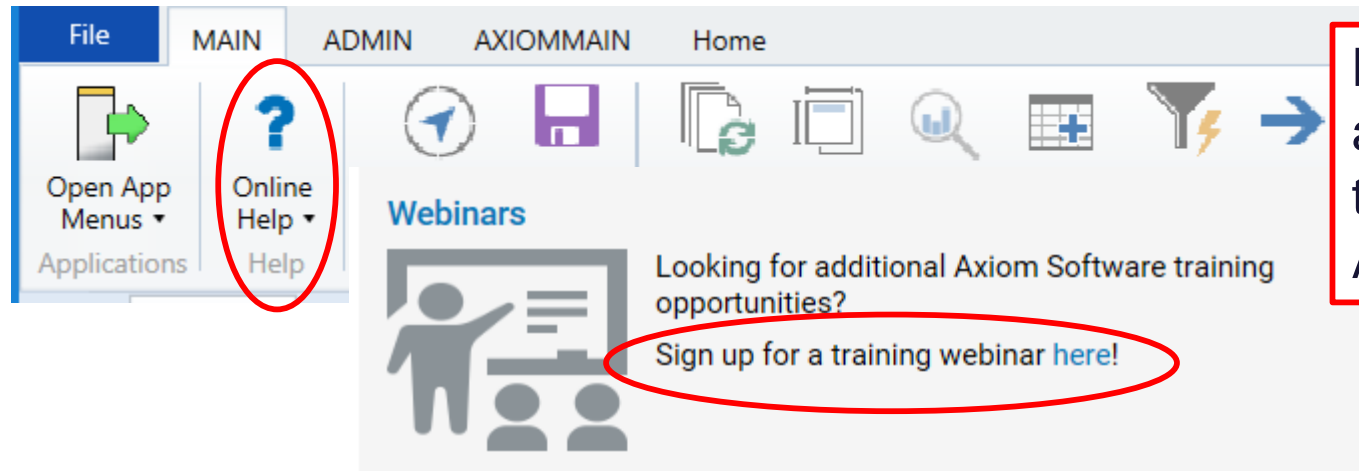 File MAIN ADMIN AXIOMMAIN Home
Open App Menus
Online Help
Applications
Help
Webinars
Looking for additional Axiom Software training
opportunities?
Sign up for a training webinar here!